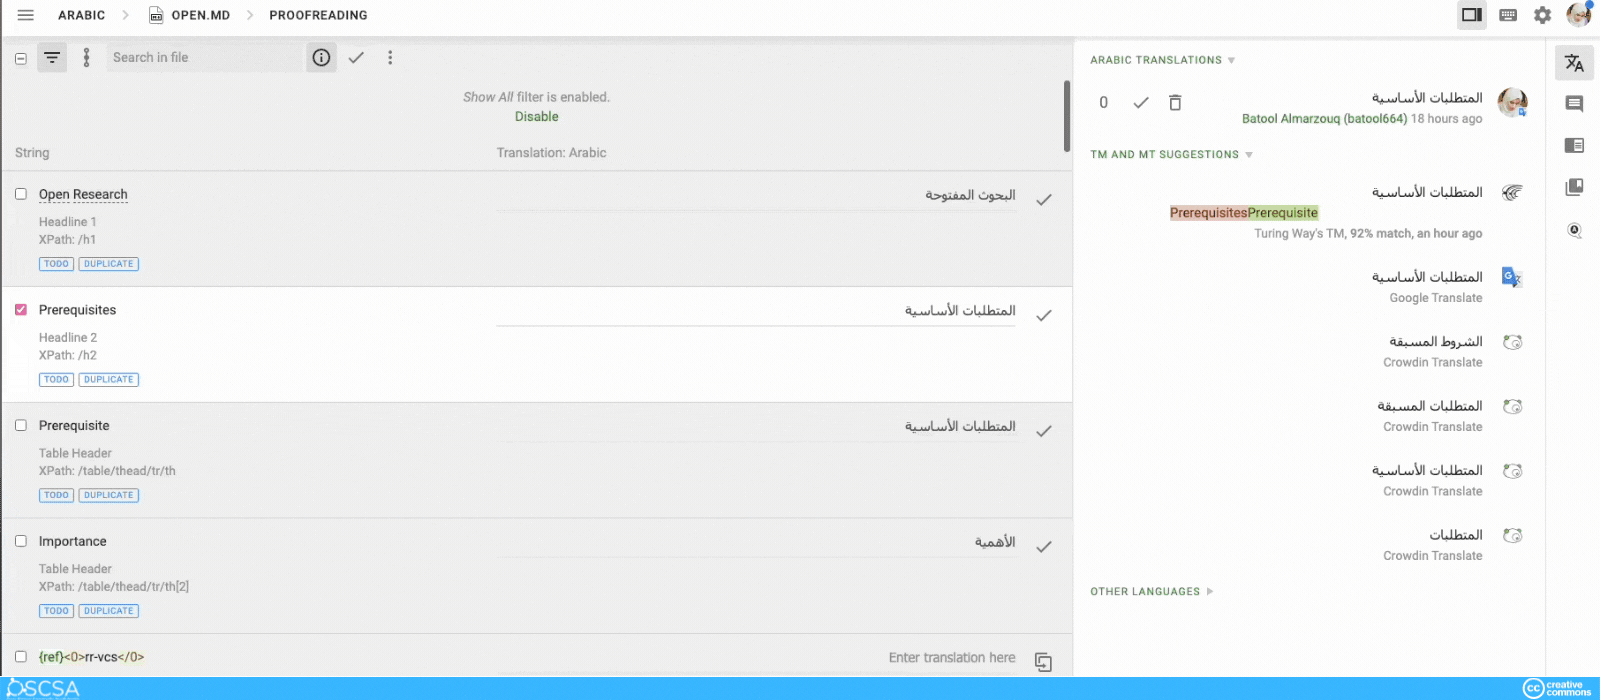 ARABIC > OPEN.MD > PROOFREADING
Search in file
Show All filter is enabled.
Disable
String Translation: Arabic
Open Research البحوث المفتوحة
Headline 1
XPath: /h1
TODO DUPLICATE
Prerequisites المتطلبات الأساسية
Headline 2
XPath: /h2
TODO DUPLICATE
Prerequisite المتطلبات الأساسية
Table Header
XPath: /table/thead/tr/th
TODO DUPLICATE
Importance الأهمية
Table Header
XPath: /table/thead/tr/th[2]
TODO DUPLICATE
{ref}<0>rr-vcs</0> Enter translation here
ARABIC TRANSLATIONS
0 المتطلبات الأساسية
Batool Almarzouq (batool664) 18 hours ago
TM AND MT SUGGESTIONS
المتطلبات الأساسية
PrerequisitesPrerequisite
Turing Way's TM, 92% match, an hour ago
المتطلبات الأساسية
Google Translate
الشروط المسبقة
Crowdin Translate
المتطلبات المسبقة
Crowdin Translate
المتطلبات الأساسية
Crowdin Translate
المتطلبات
Crowdin Translate
OTHER LANGUAGES
OSCSA
cc creative
commons